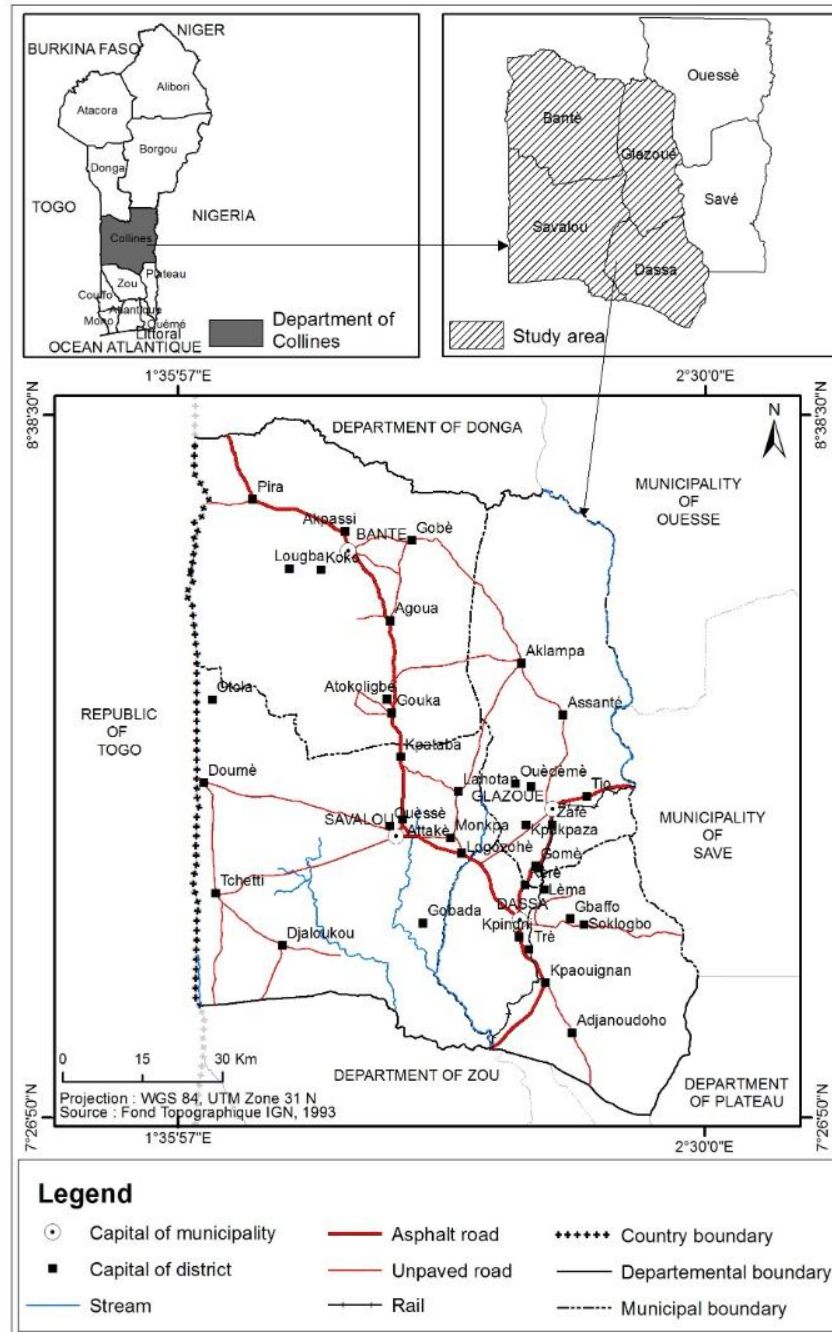 NIGER
BURKINA FASO
Alibori
Atacora
Borgou
Donga
TOGO
NIGERIA
Collines
Plateau
Zou
Couffo
Atlantique
Mono
Ouémé
Littoral
OCEAN ATLANTIQUE
Department of
Collines
Ouessè
Bantè
Glazoué
Savé
Savalou
Dassa
Study area
1°35'57"E
2°30'0"E
8°38'30"N
8°38'30"N
DEPARTMENT OF DONGA
N
MUNICIPALITY
OF
OUESSE
Pira
Akpassi
BANTE
Gobè
Lougba
Koko
Agoua
Aklampa
Atokoligbé
Otola
Gouka
Assanté
REPUBLIC
OF
TOGO
Kpataba
Doumè
Lahotan
Ouèdèmè
Tio
GLAZOUE
MUNICIPALITY
OF
SAVE
Ouèssè
SAVALOU
Attakè
Monkpa
Zafé
Kpakpaza
Logozohè
Gomè
Kèrè
Tchetti
Lèma
DASSA
Gbaffo
Gobada
Soklogbo
Kpingni
Trè
Djaloukou
Kpaouignan
Adjanoudoho
0 15 30 Km
DEPARTMENT OF ZOU
DEPARTMENT
OF PLATEAU
Projection : WGS 84, UTM Zone 31 N
Source : Fond Topographique IGN, 1993
7°26'50"N
7°26'50"N
1°35'57"E
2°30'0"E
Legend
Capital of municipality
Asphalt road
Country boundary
Capital of district
Unpaved road
Departemental boundary
Stream
Rail
Municipal boundary